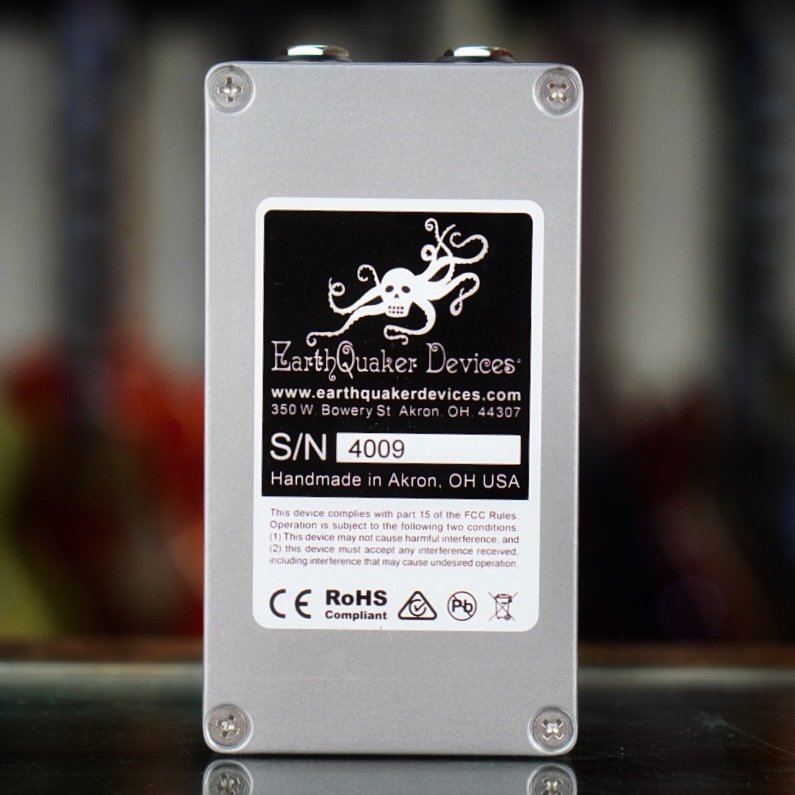 EarthQuaker Devices
www.earthquakerdevices.com
350 W. Bowery St. Akron, OH. 44307
S/N 4009
Handmade in Akron, OH USA
This device complies with part 15 of the FCC Rules.
Operation is subject to the following two conditions:
(1) This device may not cause harmful interference, and
(2) this device must accept any interference received,
including interference that may cause undesired operation.
CE RoHS
Compliant Pb